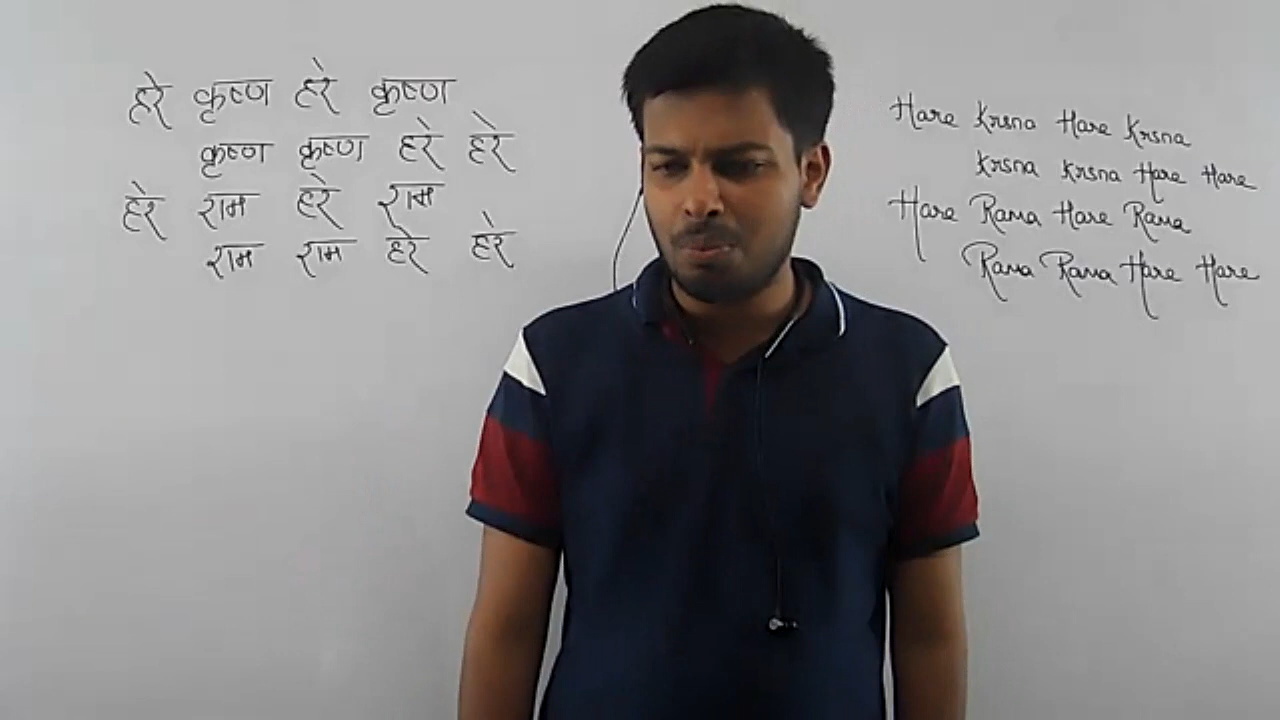 हरे कृष्ण हरे कृष्ण
कृष्ण कृष्ण हरे हरे
हरे राम हरे राम
राम राम हरे हरे
Hare Krsna Hare Krsna
Krsna Krsna Hare Hare
Hare Rama Hare Rama
Rama Rama Hare Hare